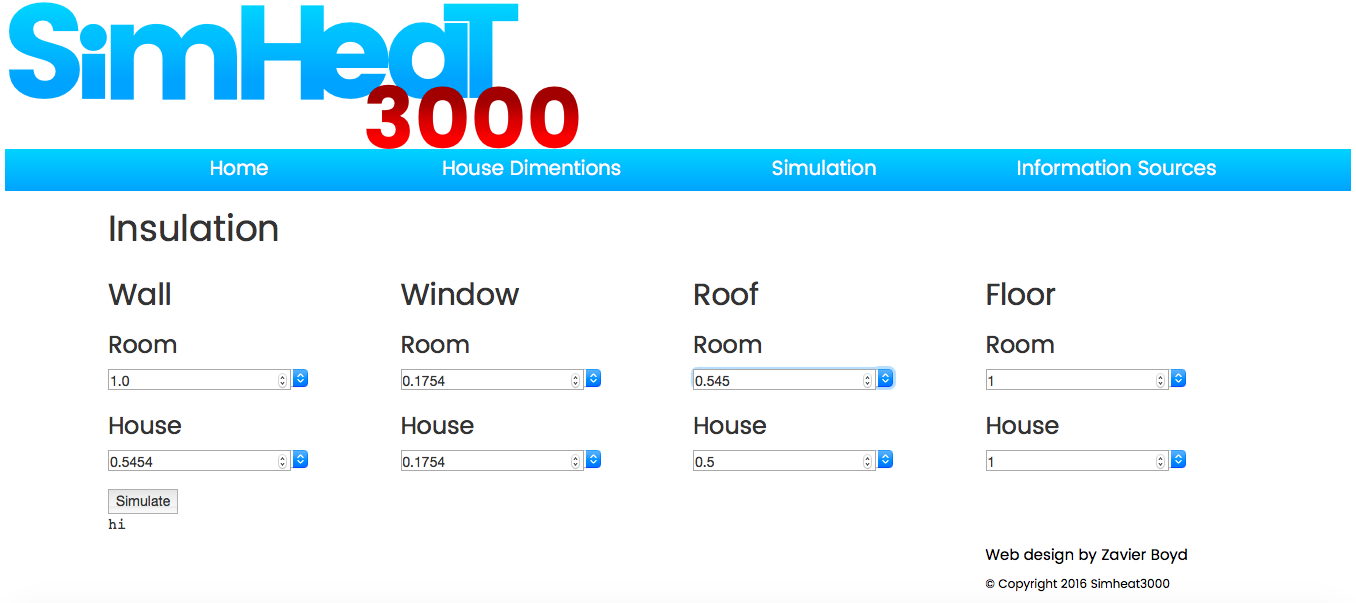 SimHeaT
3000
Home House Dimentions Simulation Information Sources
Insulation
Wall Window Roof Floor
Room Room Room Room
1.0 0.1754 0.545 1
House House House House
0.5454 0.1754 0.5 1
Simulate
hi
Web design by Zavier Boyd
© Copyright 2016 Simheat3000